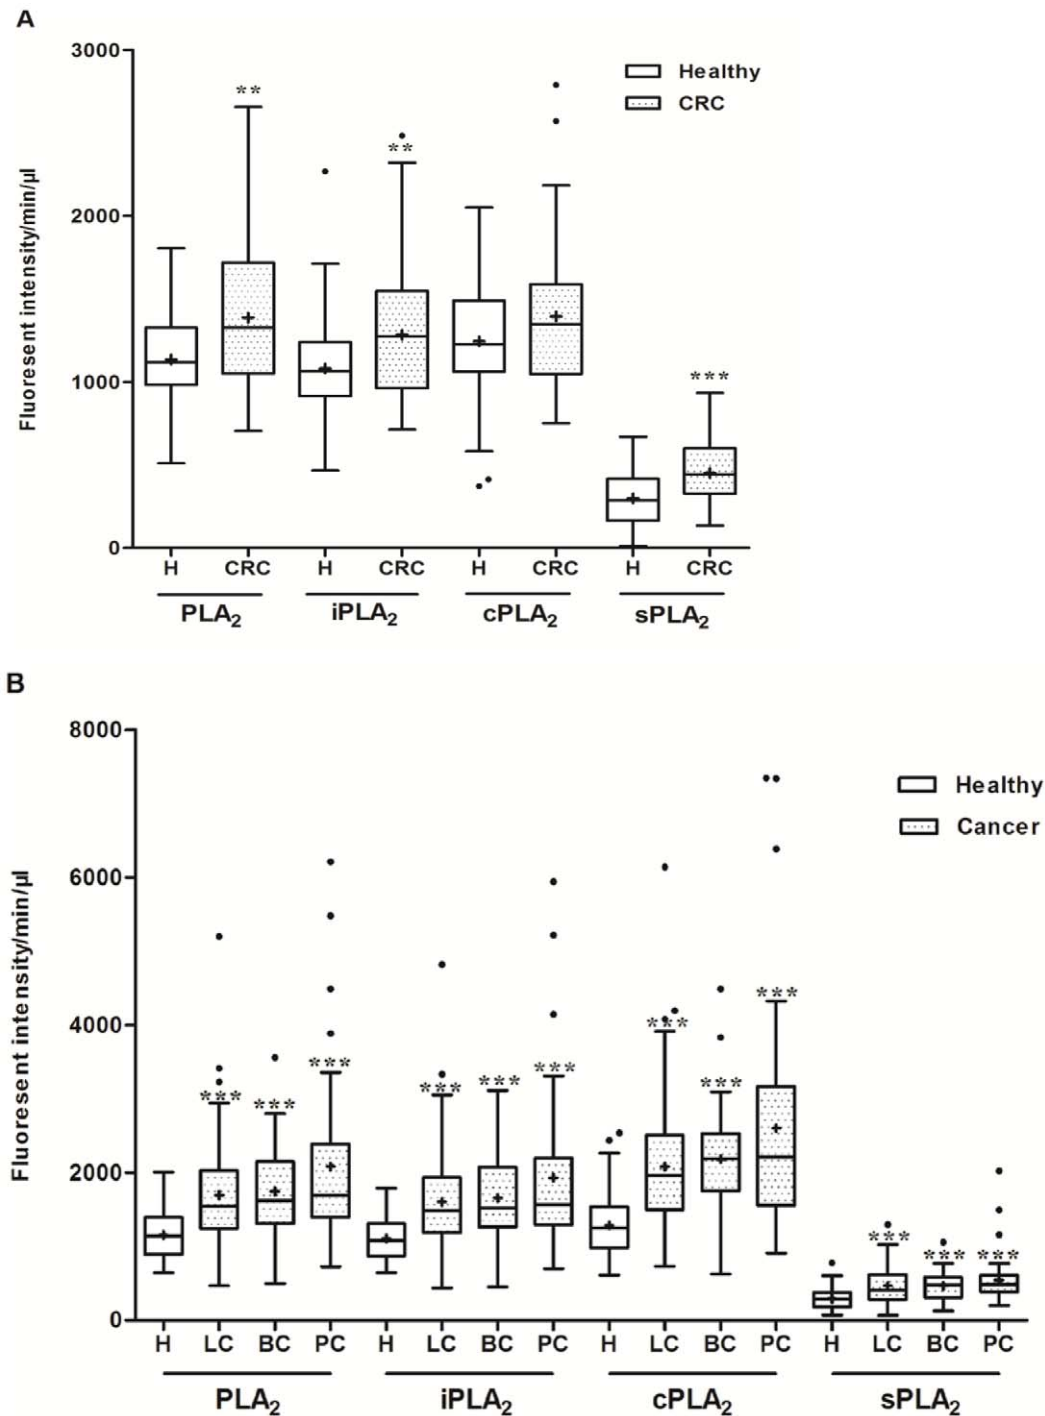 A
3000
Healthy
**
CRC
**
2000
Fluoresent intensity/min/µl
1000
***
0
H CRC H CRC H CRC H CRC
PLA₂ iPLA₂ cPLA₂ sPLA₂
B
8000
Healthy
Cancer
6000
Fluoresent intensity/min/µl
4000
*** *** *** *** *** *** *** *** *** *** *** ***
2000
0
H LC BC PC H LC BC PC H LC BC PC H LC BC PC
PLA₂ iPLA₂ cPLA₂ sPLA₂